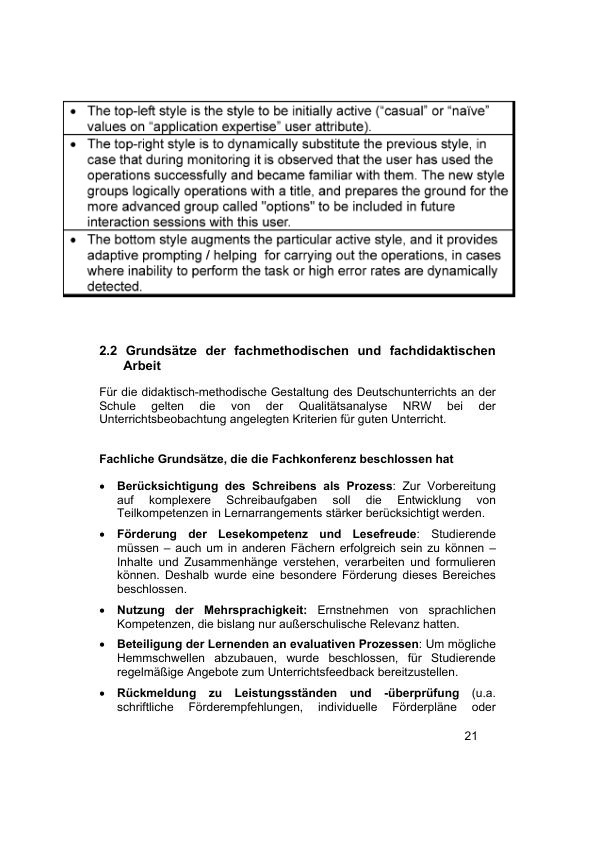 • The top-left style is the style to be initially active (“casual” or “naïve”
values on “application expertise” user attribute).
• The top-right style is to dynamically substitute the previous style, in
case that during monitoring it is observed that the user has used the
operations successfully and became familiar with them. The new style
groups logically operations with a title, and prepares the ground for the
more advanced group called "options" to be included in future
interaction sessions with this user.
• The bottom style augments the particular active style, and it provides
adaptive prompting / helping for carrying out the operations, in cases
where inability to perform the task or high error rates are dynamically
detected.
2.2 Grundsätze der fachmethodischen und fachdidaktischen
Arbeit
Für die didaktisch-methodische Gestaltung des Deutschunterrichts an der
Schule gelten die von der Qualitätsanalyse NRW bei der
Unterrichtsbeobachtung angelegten Kriterien für guten Unterricht.
Fachliche Grundsätze, die die Fachkonferenz beschlossen hat
• Berücksichtigung des Schreibens als Prozess: Zur Vorbereitung
auf komplexere Schreibaufgaben soll die Entwicklung von
Teilkompetenzen in Lernarrangements stärker berücksichtigt werden.
• Förderung der Lesekompetenz und Lesefreude: Studierende
müssen – auch um in anderen Fächern erfolgreich sein zu können –
Inhalte und Zusammenhänge verstehen, verarbeiten und formulieren
können. Deshalb wurde eine besondere Förderung dieses Bereiches
beschlossen.
• Nutzung der Mehrsprachigkeit: Ernstnehmen von sprachlichen
Kompetenzen, die bislang nur außerschulische Relevanz hatten.
• Beteiligung der Lernenden an evaluativen Prozessen: Um mögliche
Hemmschwellen abzubauen, wurde beschlossen, für Studierende
regelmäßige Angebote zum Unterrichtsfeedback bereitzustellen.
• Rückmeldung zu Leistungsständen und -überprüfung (u.a.
schriftliche Förderempfehlungen, individuelle Förderpläne oder
21